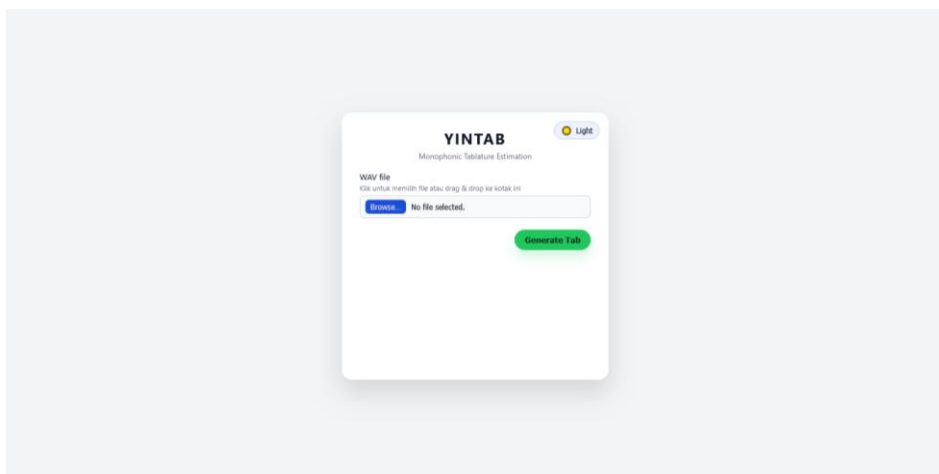 Light
YINTAB
Monophonic Tablature Estimation
WAV file
Klik untuk memilih file atau drag & drop ke kotak ini
Browse... No file selected.
Generate Tab